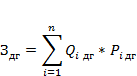 З_дг = ∑_{i=1}^{n} Q_{i дг} * P_{i дг}